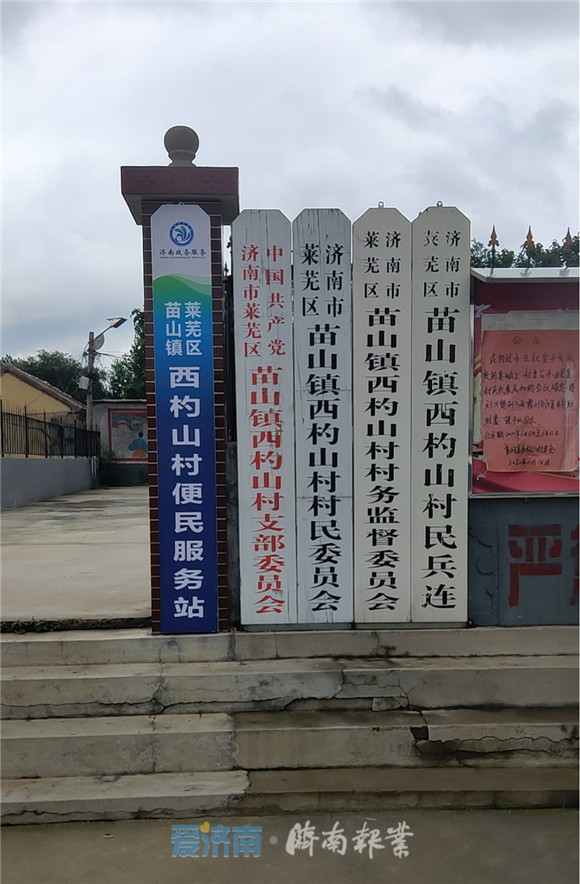 济南政务服务
莱芜区
苗山镇
西杓山村便民服务站
中国共产党
济南市莱芜区
苗山镇西杓山村支部委员会
济南市
莱芜区
苗山镇西杓山村村民委员会
济南市
莱芜区
苗山镇西杓山村村务监督委员会
济南市
莱芜区
苗山镇西杓山村民兵连
公示
严
爱济南·济南报业